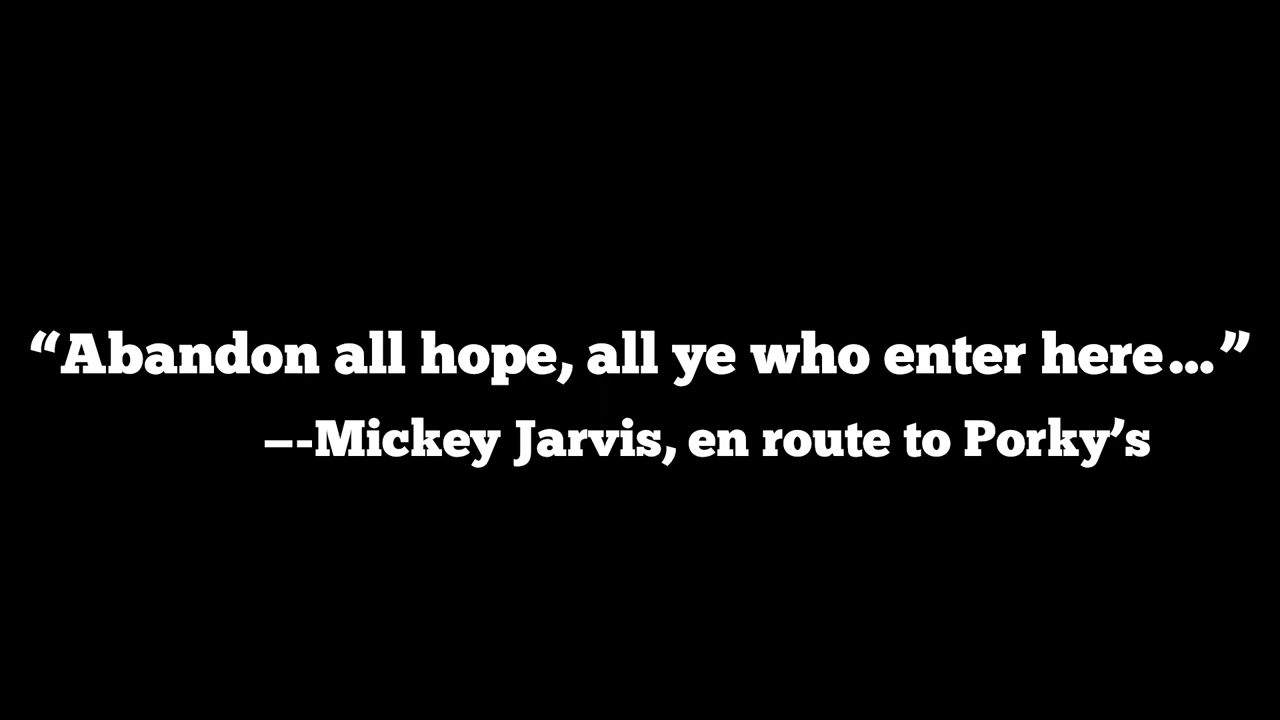 “Abandon all hope, all ye who enter here...”
—-Mickey Jarvis, en route to Porky’s